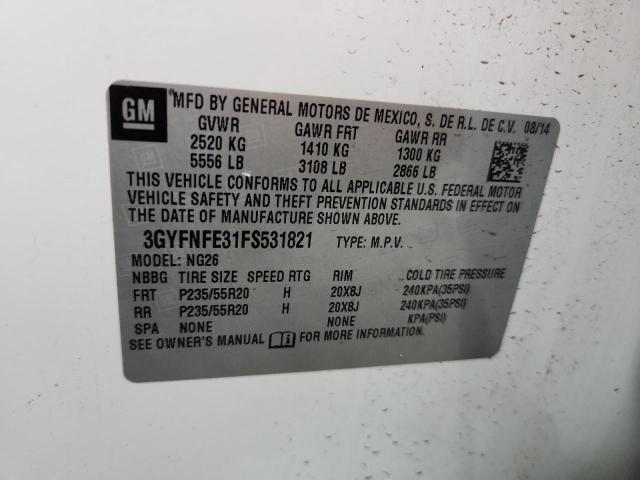 GM
MFD BY GENERAL MOTORS DE MEXICO, S. DE R.L. DE C.V. 08/14
GVWR GAWR FRT GAWR RR
2520 KG 1410 KG 1300 KG
5556 LB 3108 LB 2866 LB
THIS VEHICLE CONFORMS TO ALL APPLICABLE U.S. FEDERAL MOTOR
VEHICLE SAFETY AND THEFT PREVENTION STANDARDS IN EFFECT ON
THE DATE OF MANUFACTURE SHOWN ABOVE.
3GYFNFE31FS531821 TYPE: M.P.V.
MODEL: NG26
NBBG TIRE SIZE SPEED RTG RIM COLD TIRE PRESSURE
FRT P235/55R20 H 20X8J 240KPA(35PSI)
RR P235/55R20 H 20X8J 240KPA(35PSI)
SPA NONE NONE KPA(PSI)
SEE OWNER'S MANUAL FOR MORE INFORMATION.